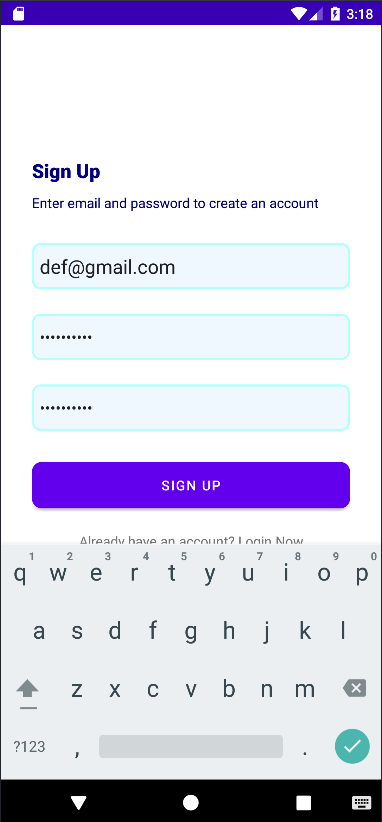 3:18
Sign Up
Enter email and password to create an account
def@gmail.com
••••••••••
••••••••••
SIGN UP
Already have an account? Login Now
1 2 3 4 5 6 7 8 9 0
q w e r t y u i o p
a s d f g h j k l
z x c v b n m
?123 , .